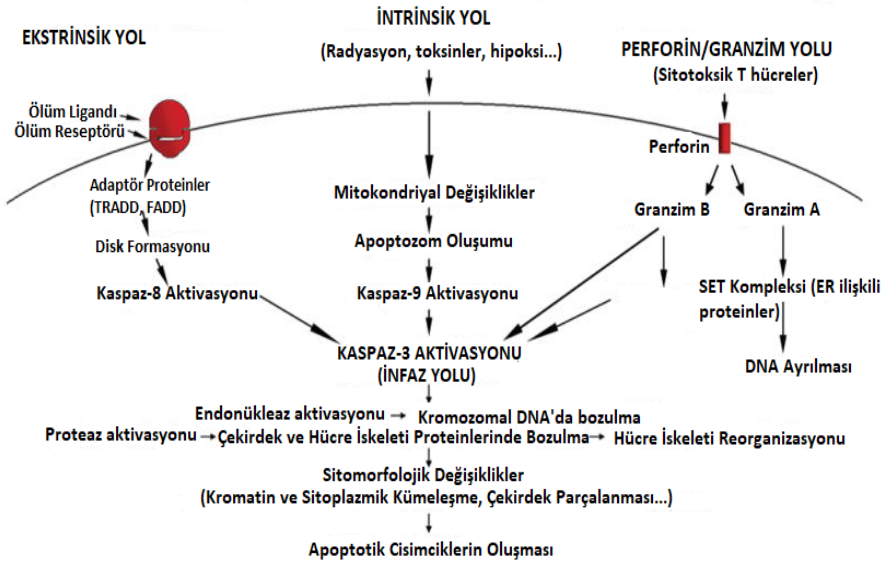 EKSTRİNSİK YOL
İNTRİNSİK YOL
(Radyasyon, toksinler, hipoksi...)
PERFORİN/GRANZİM YOLU
(Sitotoksik T hücreler)
Ölüm Ligandı
Ölüm Reseptörü
Perforin
Adaptör Proteinler
(TRADD, FADD)
Mitokondriyal Değişiklikler
Granzim B
Granzim A
Disk Formasyonu
Apoptozom Oluşumu
Kaspaz-8 Aktivasyonu
Kaspaz-9 Aktivasyonu
SET Kompleksi (ER ilişkili
proteinler)
KASPAZ-3 AKTİVASYONU
(İNFAZ YOLU)
DNA Ayrılması
Endonükleaz aktivasyonu → Kromozomal DNA'da bozulma
Proteaz aktivasyonu → Çekirdek ve Hücre İskeleti Proteinlerinde Bozulma → Hücre İskeleti Reorganizasyonu
Sitomorfolojik Değişiklikler
(Kromatin ve Sitoplazmik Kümeleşme, Çekirdek Parçalanması...)
Apoptotik Cisimciklerin Oluşması